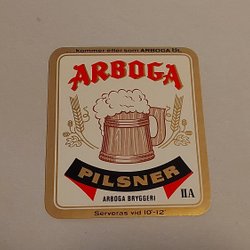 ...kommer efter som ARBOGA ÖL
ARBOGA
PILSNER
ARBOGA BRYGGERI
II A
Serveras vid 10°-12°